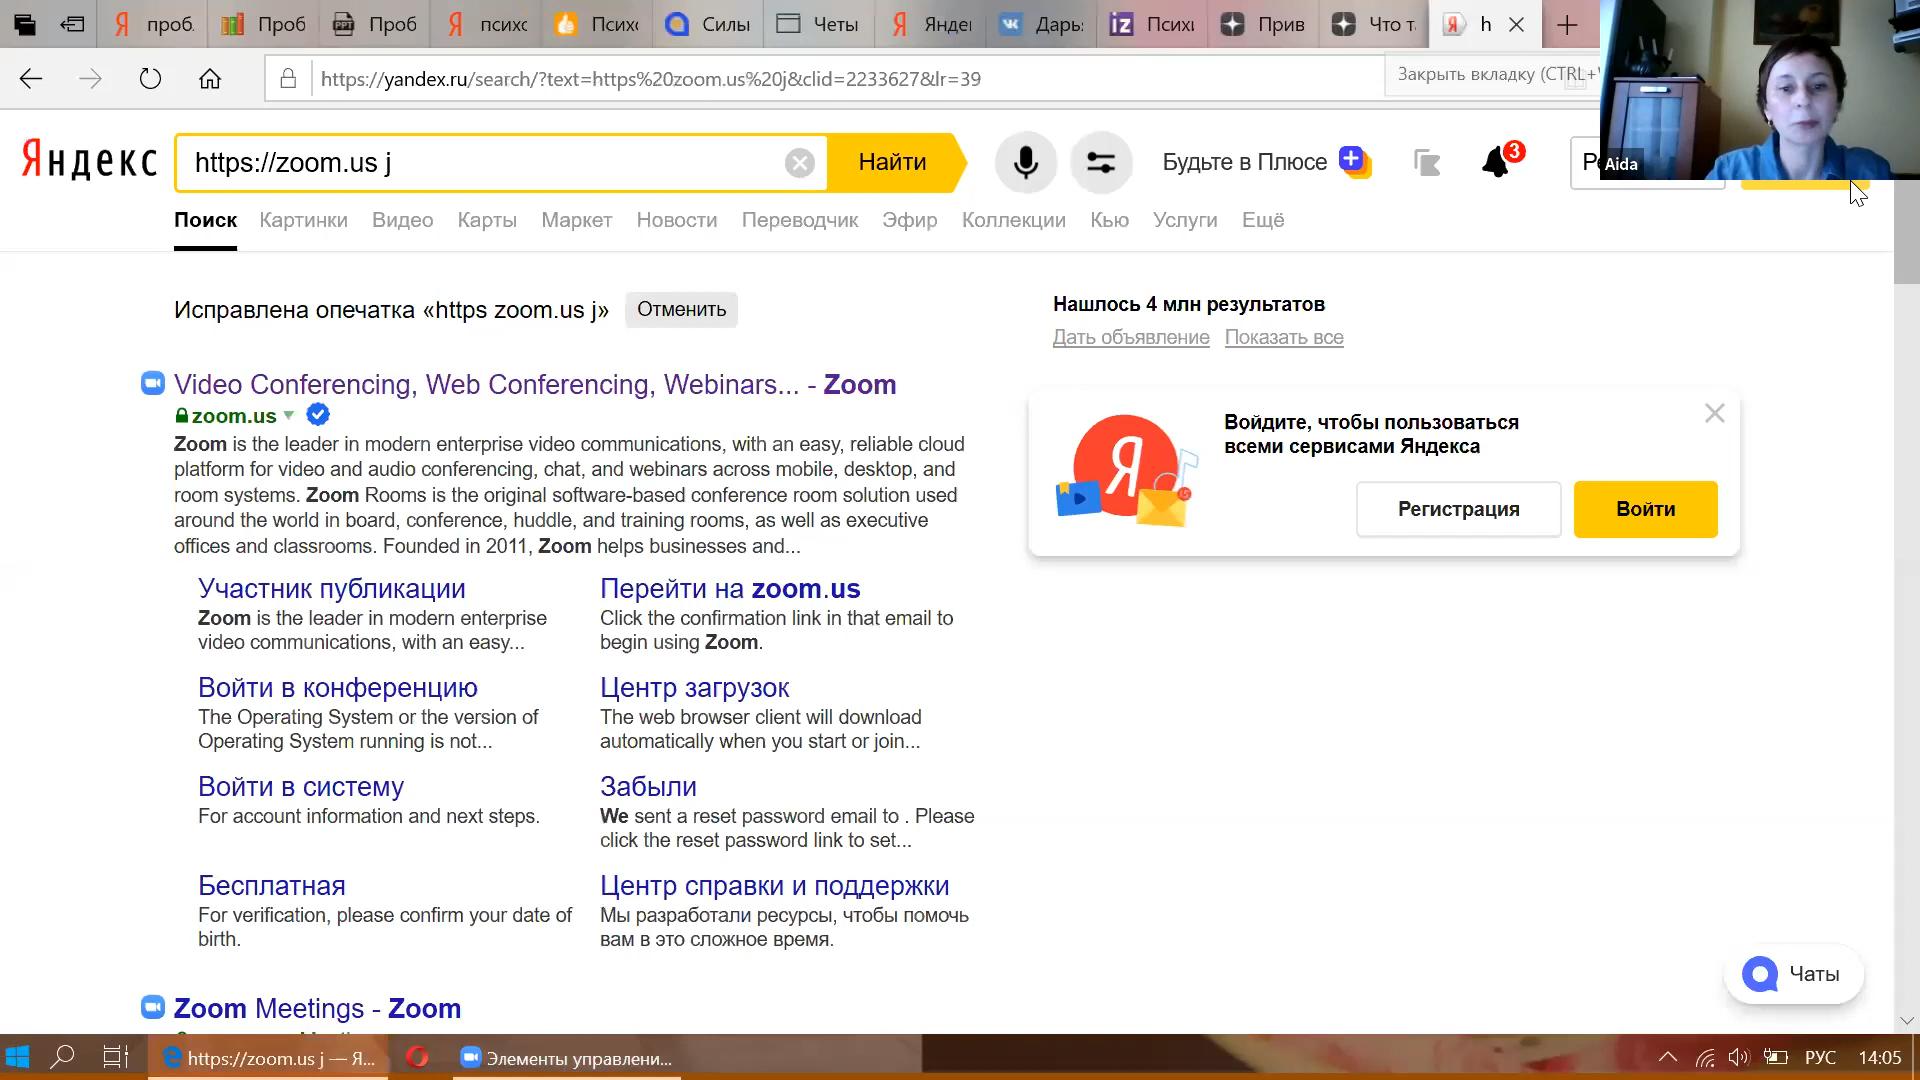 проб.
Проб
Проб
психс
Психс
Силы
Четы
Яндек
Дарьз
Психи
Прив
Что т
h
https://yandex.ru/search/?text=https%20zoom.us%20j&clid=2233627&lr=39
Закрыть вкладку (CTRL+
Яндекс
https://zoom.us j
Найти
Будьте в Плюсе
3
Aida
Поиск
Картинки
Видео
Карты
Маркет
Новости
Переводчик
Эфир
Коллекции
Кью
Услуги
Ещё
Исправлена опечатка «https zoom.us j»
Отменить
Нашлось 4 млн результатов
Дать объявление Показать все
Video Conferencing, Web Conferencing, Webinars... - Zoom
zoom.us
Zoom is the leader in modern enterprise video communications, with an easy, reliable cloud
platform for video and audio conferencing, chat, and webinars across mobile, desktop, and
room systems. Zoom Rooms is the original software-based conference room solution used
around the world in board, conference, huddle, and training rooms, as well as executive
offices and classrooms. Founded in 2011, Zoom helps businesses and...
Войдите, чтобы пользоваться
всеми сервисами Яндекса
Регистрация
Войти
Участник публикации
Zoom is the leader in modern enterprise
video communications, with an easy...
Перейти на zoom.us
Click the confirmation link in that email to
begin using Zoom.
Войти в конференцию
The Operating System or the version of
Operating System running is not...
Центр загрузок
The web browser client will download
automatically when you start or join...
Войти в систему
For account information and next steps.
Забыли
We sent a reset password email to . Please
click the reset password link to set...
Бесплатная
For verification, please confirm your date of
birth.
Центр справки и поддержки
Мы разработали ресурсы, чтобы помочь
вам в это сложное время.
Чаты
Zoom Meetings - Zoom
https://zoom.us j — Я...
Элементы управлени...
РУС
14:05